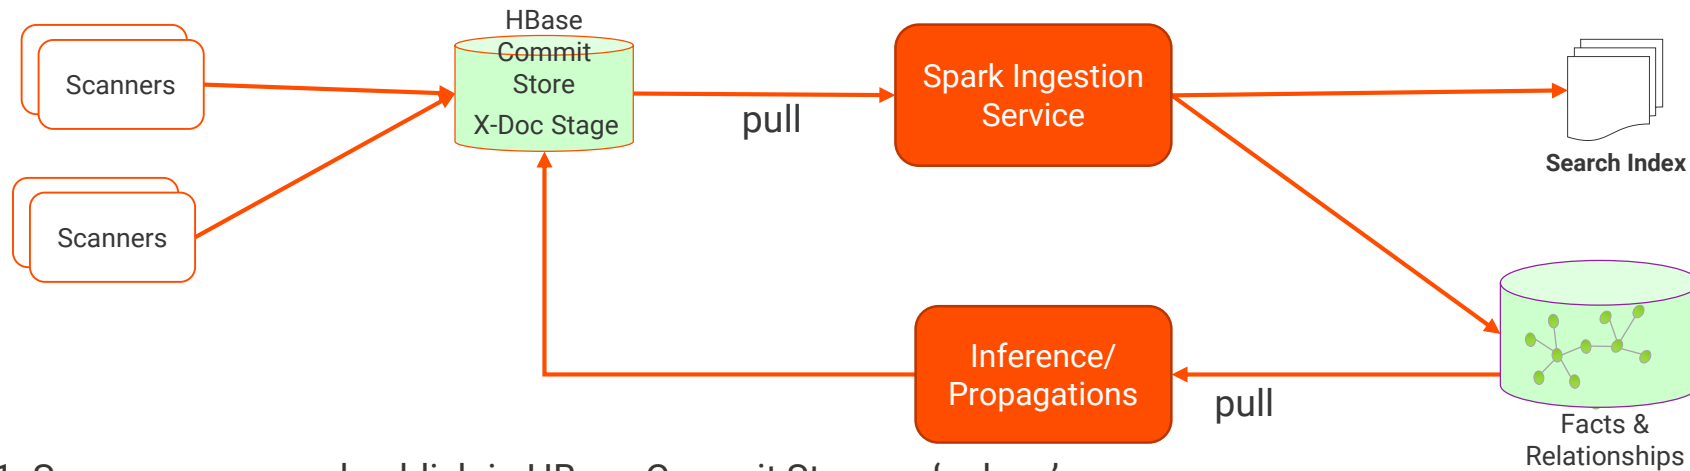 HBase
Commit
Store
X-Doc Stage
Scanners
Scanners
pull
Spark Ingestion
Service
Search Index
Inference/
Propagations
pull
Facts &
Relationships